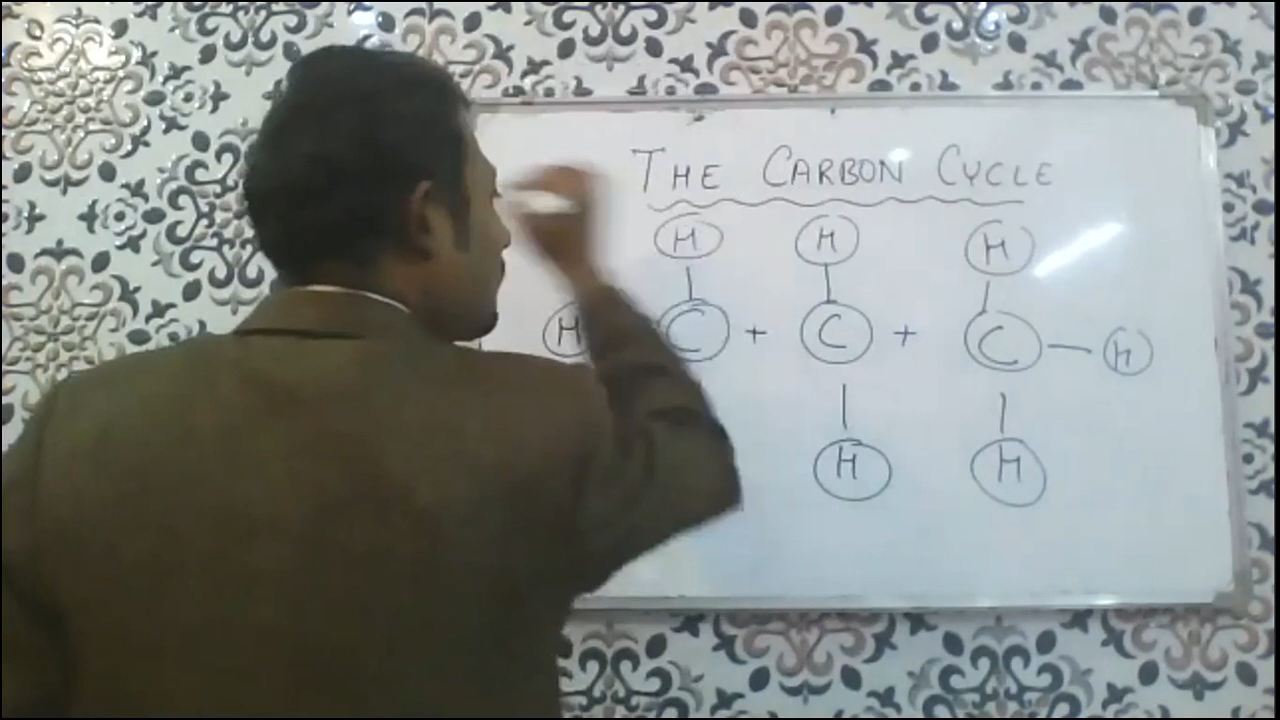 THE CARBON CYCLE
H H H
H C + C + C — H
H H